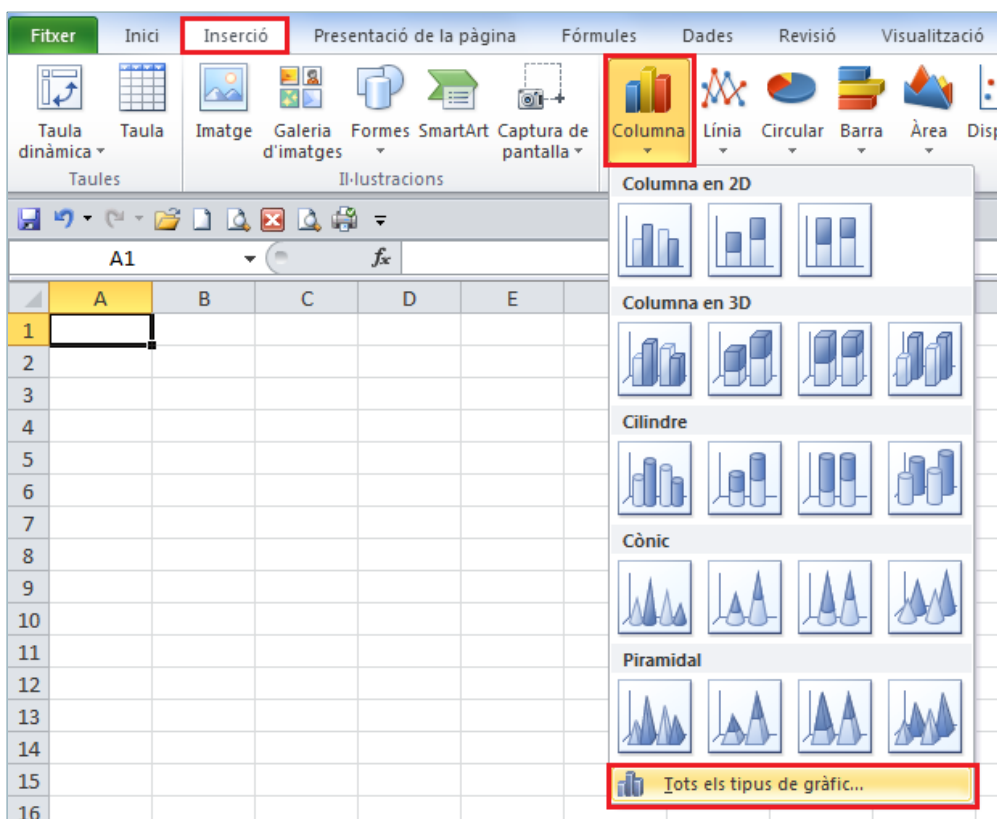 Fitxer Inici Inserció Presentació de la pàgina Fórmules Dades Revisió Visualització
Taula dinàmica
Taula
Imatge
Galeria d'imatges
Formes
SmartArt
Captura de pantalla
Columna
Línia
Circular
Barra
Àrea
Disp
Taules
Il·lustracions
Columna en 2D
A1
fx
A B C D E
Columna en 3D
1
2
3
Cilindre
4
5
6
7
Cònic
8
9
10
11
Piramidal
12
13
14
15
Tots els tipus de gràfic...
16